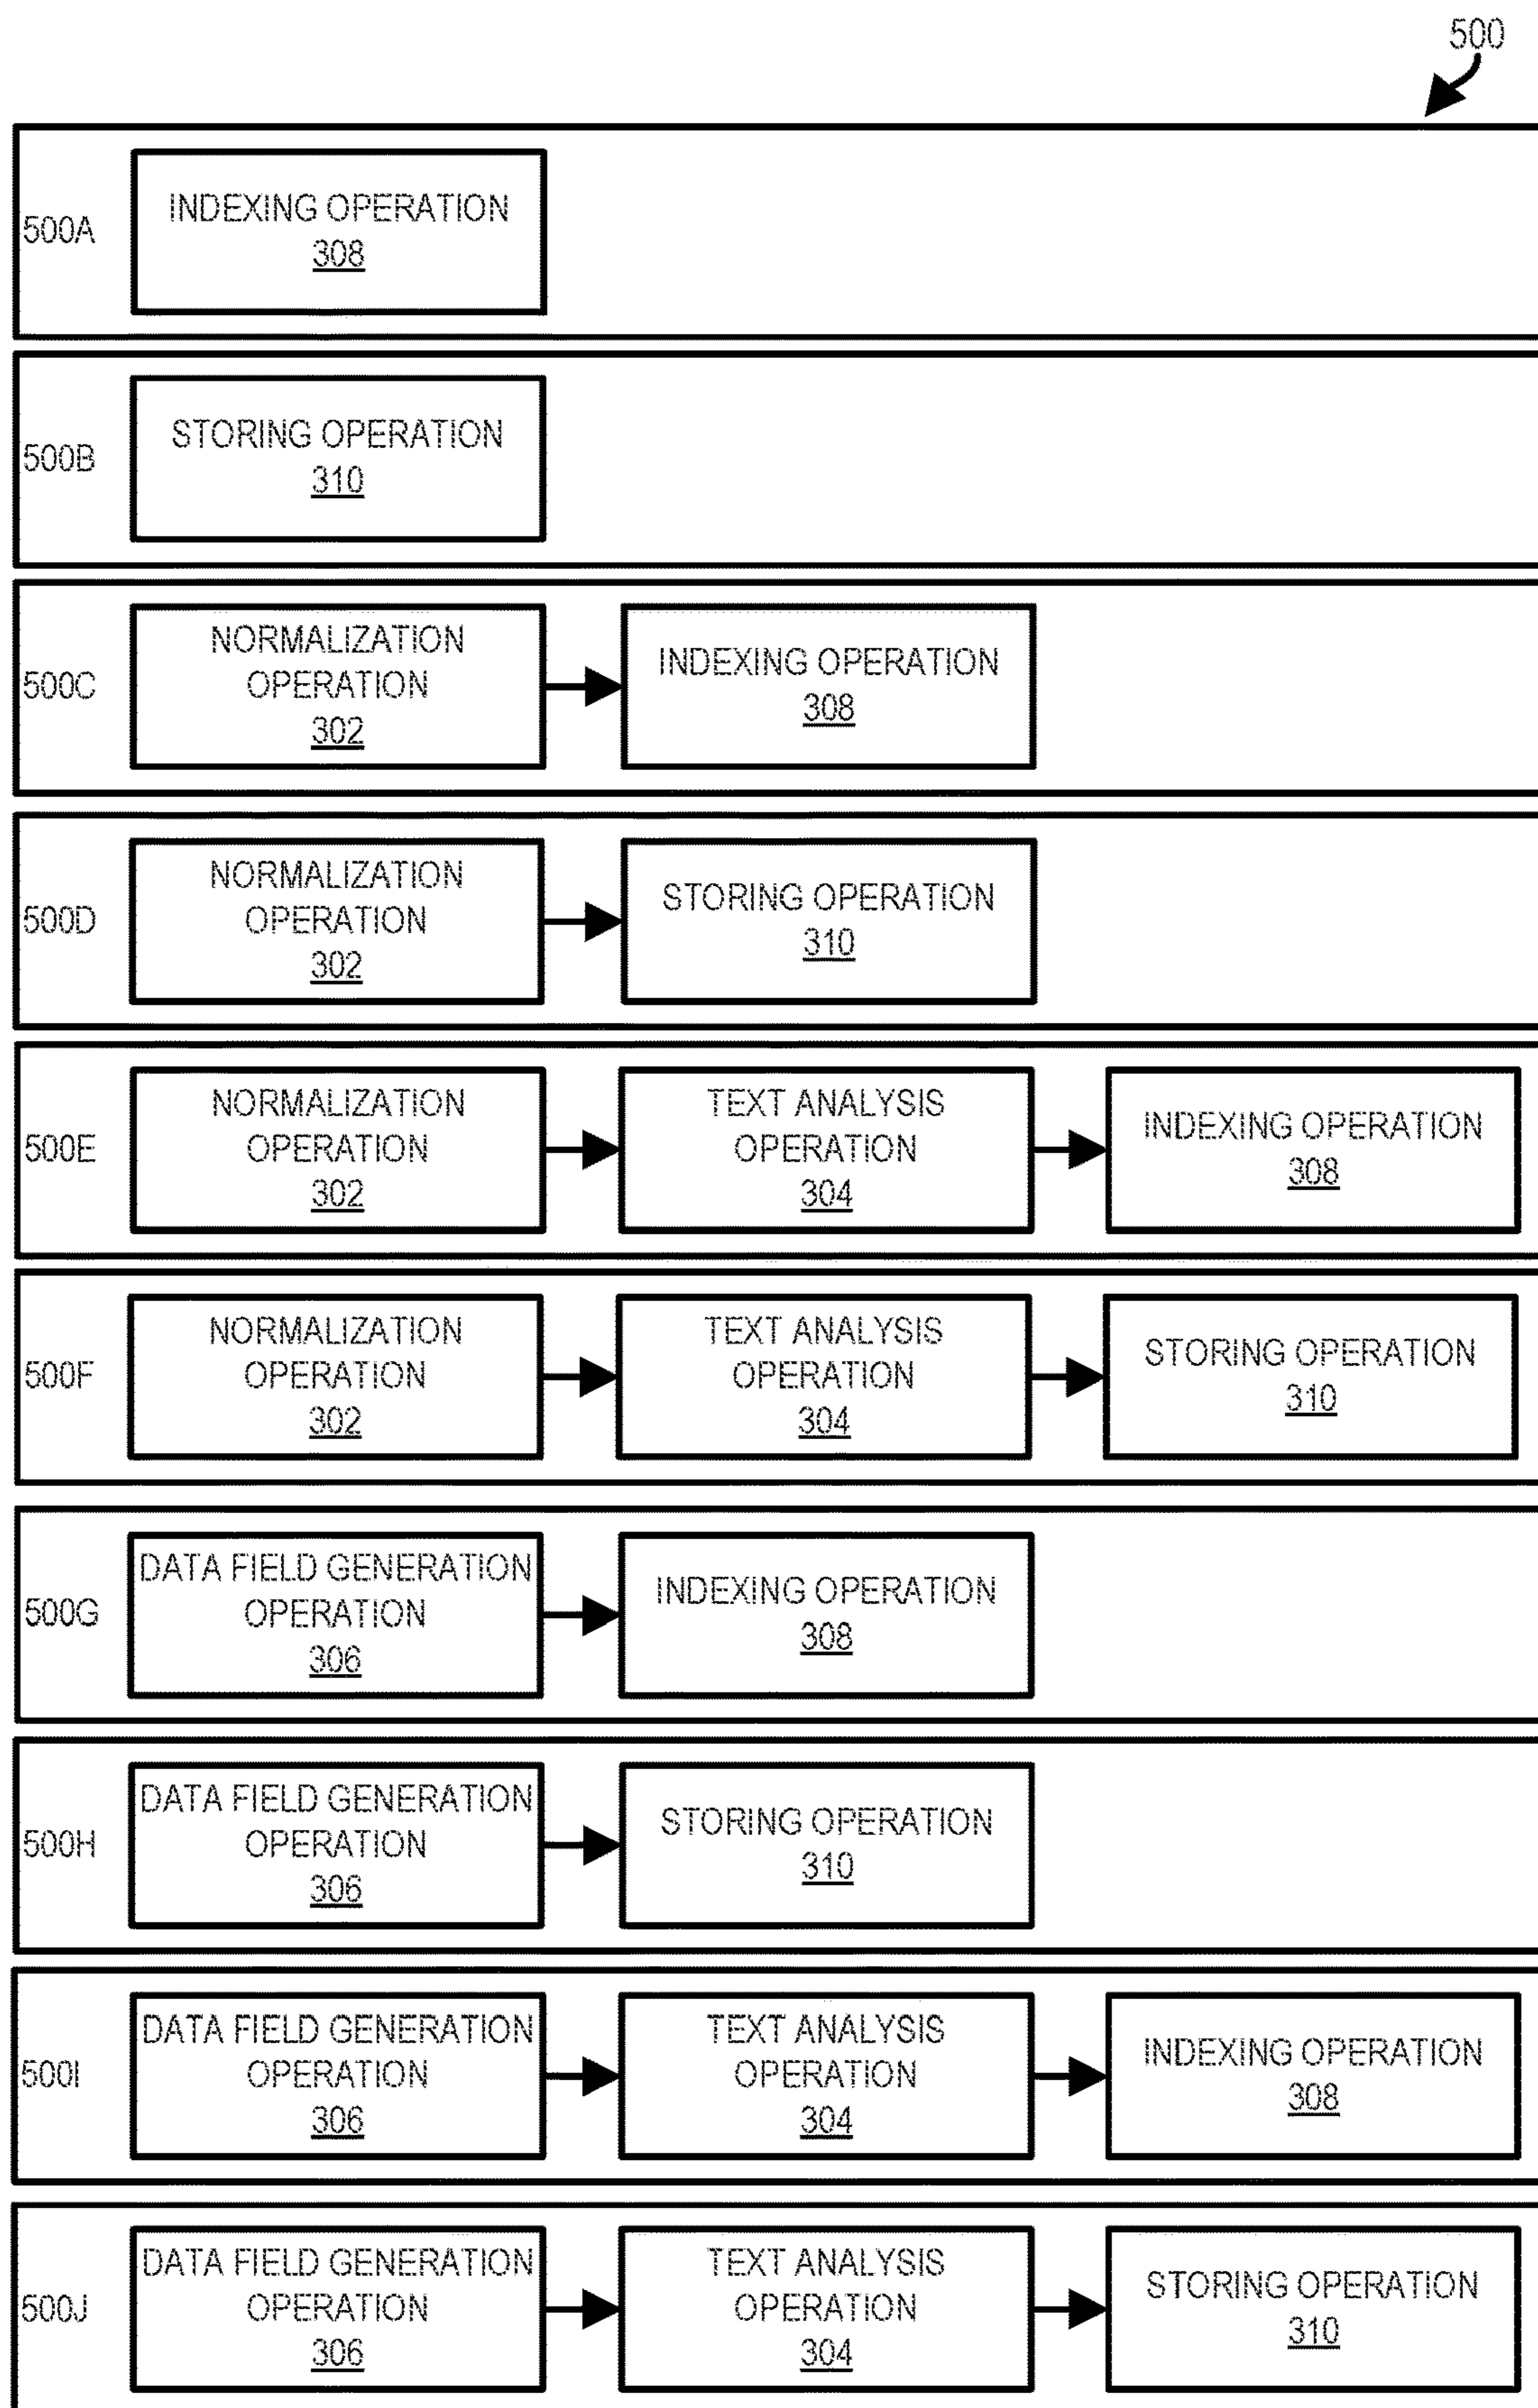 500
500A
INDEXING OPERATION
308
500B
STORING OPERATION
310
500C
NORMALIZATION
OPERATION
302
INDEXING OPERATION
308
500D
NORMALIZATION
OPERATION
302
STORING OPERATION
310
500E
NORMALIZATION
OPERATION
302
TEXT ANALYSIS
OPERATION
304
INDEXING OPERATION
308
500F
NORMALIZATION
OPERATION
302
TEXT ANALYSIS
OPERATION
304
STORING OPERATION
310
500G
DATA FIELD GENERATION
OPERATION
306
INDEXING OPERATION
308
500H
DATA FIELD GENERATION
OPERATION
306
STORING OPERATION
310
500I
DATA FIELD GENERATION
OPERATION
306
TEXT ANALYSIS
OPERATION
304
INDEXING OPERATION
308
500J
DATA FIELD GENERATION
OPERATION
306
TEXT ANALYSIS
OPERATION
304
STORING OPERATION
310